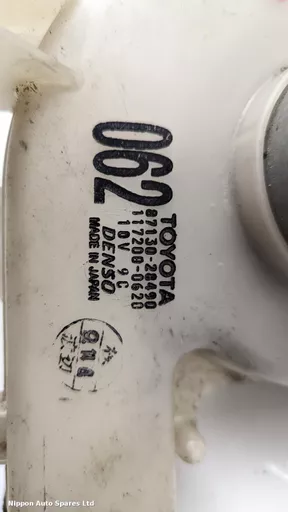 062
TOYOTA
87130-28490
117200-0620
10V 9C
DENSO
MADE IN JAPAN
Nippon Auto Spares Ltd